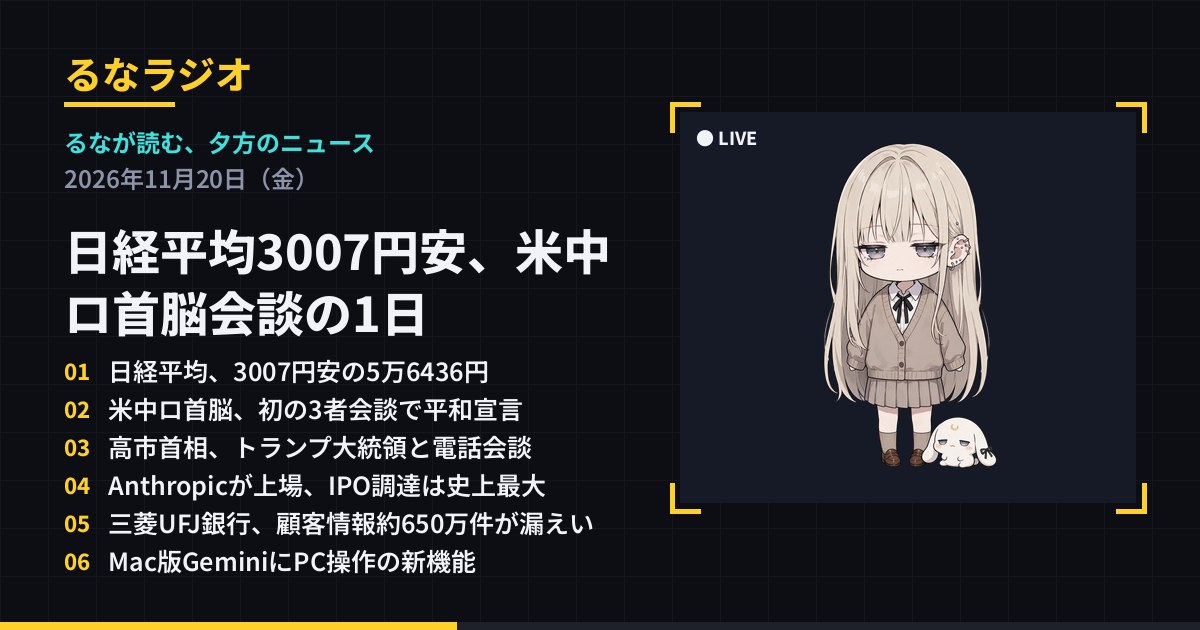 るなラジオ
るなが読む、夕方のニュース
2026年11月20日（金）
日経平均3007円安、米中
ロ首脳会談の1日
01 日経平均、3007円安の5万6436円
02 米中ロ首脳、初の3者会談で平和宣言
03 高市首相、トランプ大統領と電話会談
04 Anthropicが上場、IPO調達は史上最大
05 三菱UFJ銀行、顧客情報約650万件が漏えい
06 Mac版GeminiにPC操作の新機能
LIVE